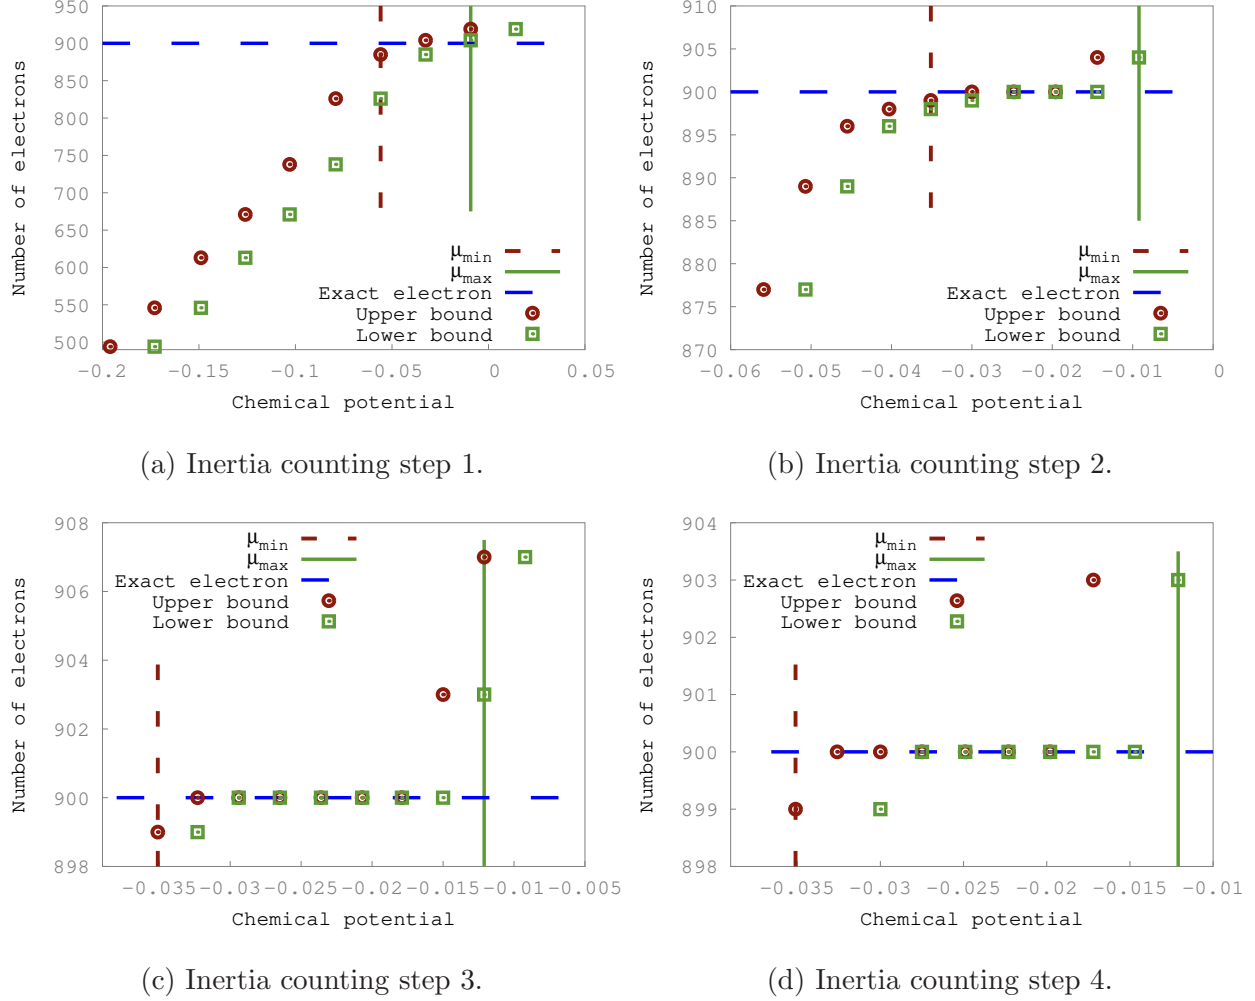 950
900
850
800
750
700
650
600
550
500
Number of electrons
-0.2 -0.15 -0.1 -0.05 0 0.05
Chemical potential
μmin
μmax
Exact electron
Upper bound
Lower bound
(a) Inertia counting step 1.
910
905
900
895
890
885
880
875
870
Number of electrons
-0.06 -0.05 -0.04 -0.03 -0.02 -0.01 0
Chemical potential
μmin
μmax
Exact electron
Upper bound
Lower bound
(b) Inertia counting step 2.
908
906
904
902
900
898
Number of electrons
-0.035 -0.03 -0.025 -0.02 -0.015 -0.01 -0.005
Chemical potential
μmin
μmax
Exact electron
Upper bound
Lower bound
(c) Inertia counting step 3.
904
903
902
901
900
899
898
Number of electrons
-0.035 -0.03 -0.025 -0.02 -0.015 -0.01
Chemical potential
μmin
μmax
Exact electron
Upper bound
Lower bound
(d) Inertia counting step 4.